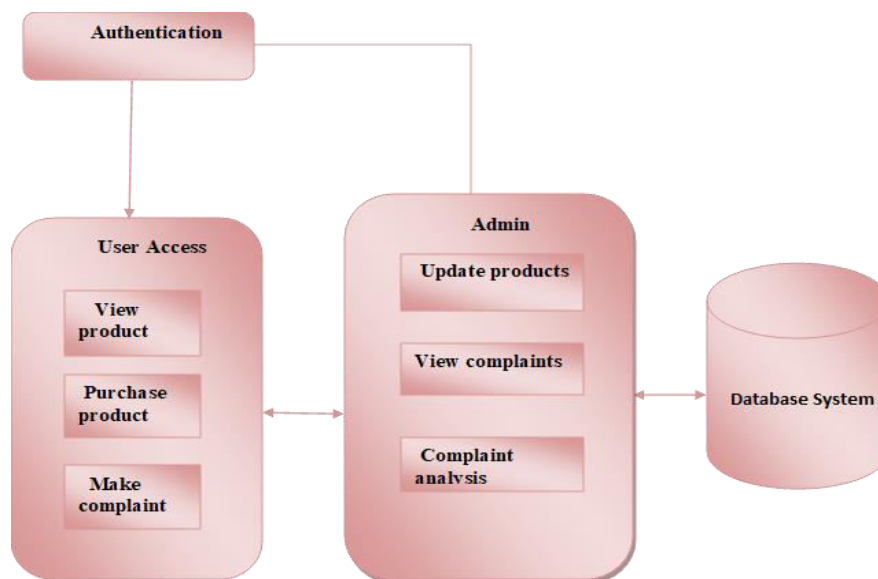 Authentication
User Access
View
product
Purchase
product
Make
complaint
Admin
Update products
View complaints
Complaint
analysis
Database System